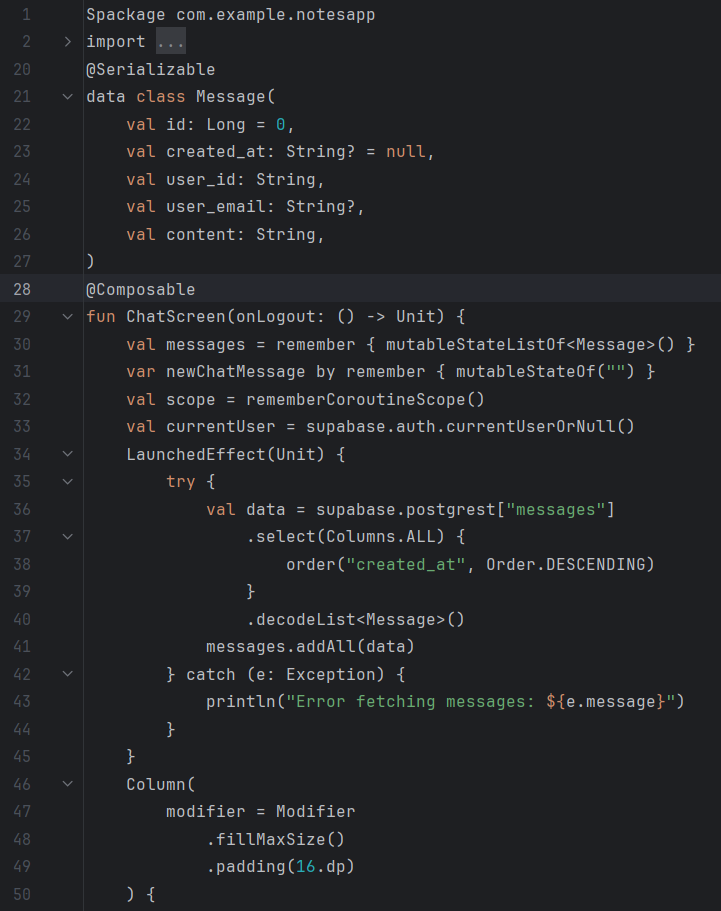 1 Spackage com.example.notesapp
2 import ...
20 @Serializable
21 data class Message(
22     val id: Long = 0,
23     val created_at: String? = null,
24     val user_id: String,
25     val user_email: String?,
26     val content: String,
27 )
28 @Composable
29 fun ChatScreen(onLogout: () -> Unit) {
30     val messages = remember { mutableStateListOf<Message>() }
31     var newChatMessage by remember { mutableStateOf("") }
32     val scope = rememberCoroutineScope()
33     val currentUser = supabase.auth.currentUserOrNull()
34     LaunchedEffect(Unit) {
35         try {
36             val data = supabase.postgrest["messages"]
37                 .select(Columns.ALL) {
38                     order("created_at", Order.DESCENDING)
39                 }
40                 .decodeList<Message>()
41             messages.addAll(data)
42         } catch (e: Exception) {
43             println("Error fetching messages: ${e.message}")
44         }
45     }
46     Column(
47         modifier = Modifier
48             .fillMaxSize()
49             .padding(16.dp)
50     ) {